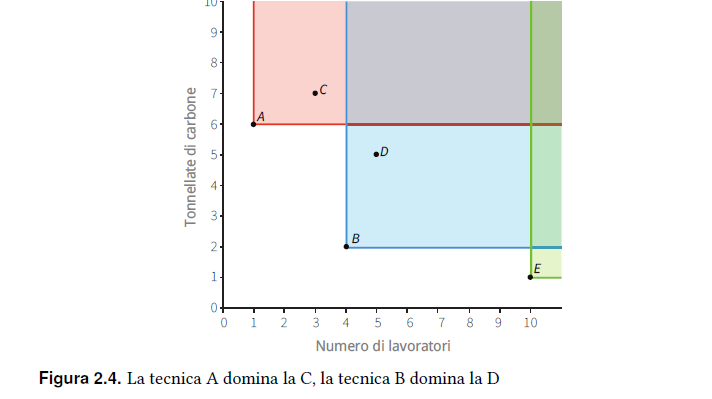 10
9
8
7
6
5
4
3
2
1
0
Tonnellate di carbone
A
C
D
B
E
0 1 2 3 4 5 6 7 8 9 10
Numero di lavoratori
Figura 2.4. La tecnica A domina la C, la tecnica B domina la D